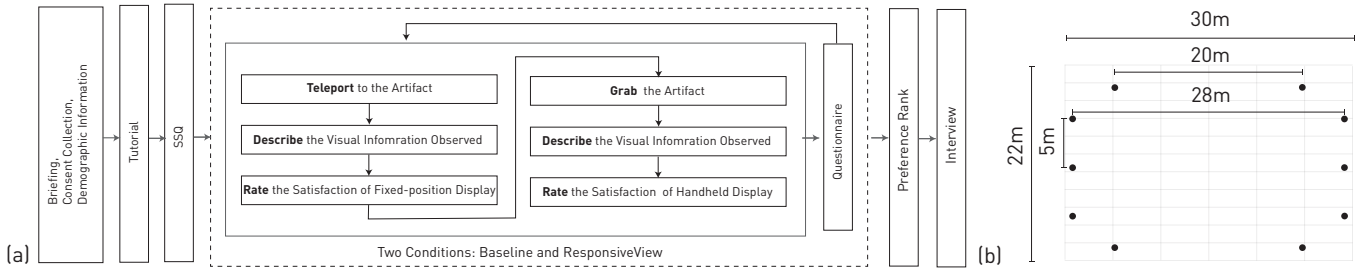 (a)
Briefing,
Consent Collection,
Demographic Information
Tutorial
SSQ
Teleport to the Artifact
Describe the Visual Infomration Observed
Rate the Satisfaction of Fixed-position Display
Grab the Artifact
Describe the Visual Infomration Observed
Rate the Satisfaction of Handheld Display
Two Conditions: Baseline and ResponsiveView
Questionnaire
Preference Rank
Interview
(b)
30m
20m
28m
22m
5m